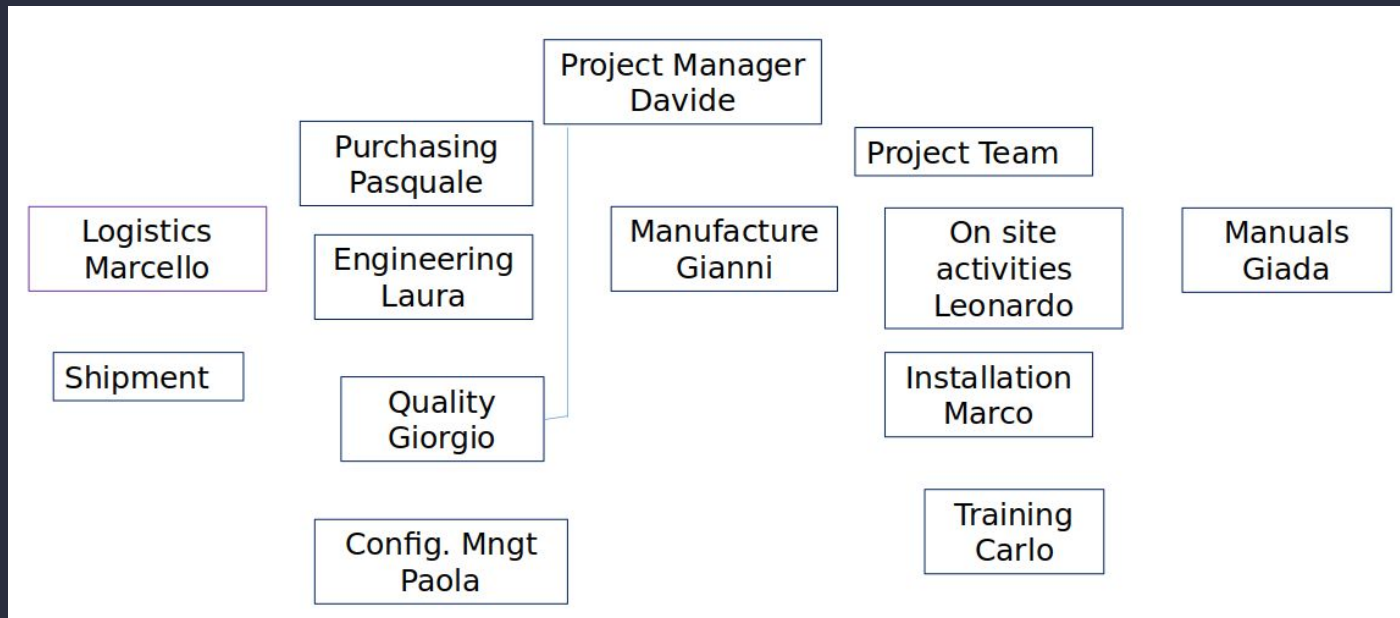 Project Manager
Davide
Purchasing
Pasquale
Project Team
Logistics
Marcello
Engineering
Laura
Manufacture
Gianni
On site
activities
Leonardo
Manuals
Giada
Shipment
Quality
Giorgio
Installation
Marco
Config. Mngt
Paola
Training
Carlo